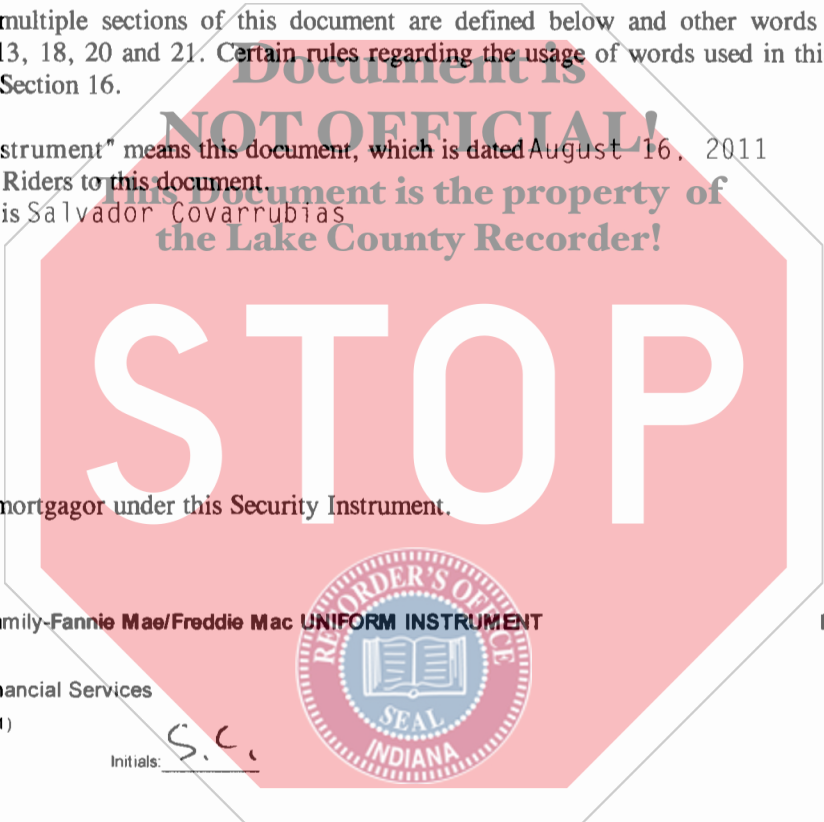 multiple sections of this document are defined below and other words
13, 18, 20 and 21. Certain rules regarding the usage of words used in thi
Document is
Section 16.
NOT OFFICIAL!
strument" means this document, which is dated August 16, 2011
Riders to this document.
This Document is the property of
is Salvador Covarrubias
the Lake County Recorder!
STOP
mortgagor under this Security Instrument.
RECORDER'S OFFICE
mily-Fannie Mae/Freddie Mac UNIFORM INSTRUMENT
ancial Services
SEAL
INDIANA
Initials: S.C.